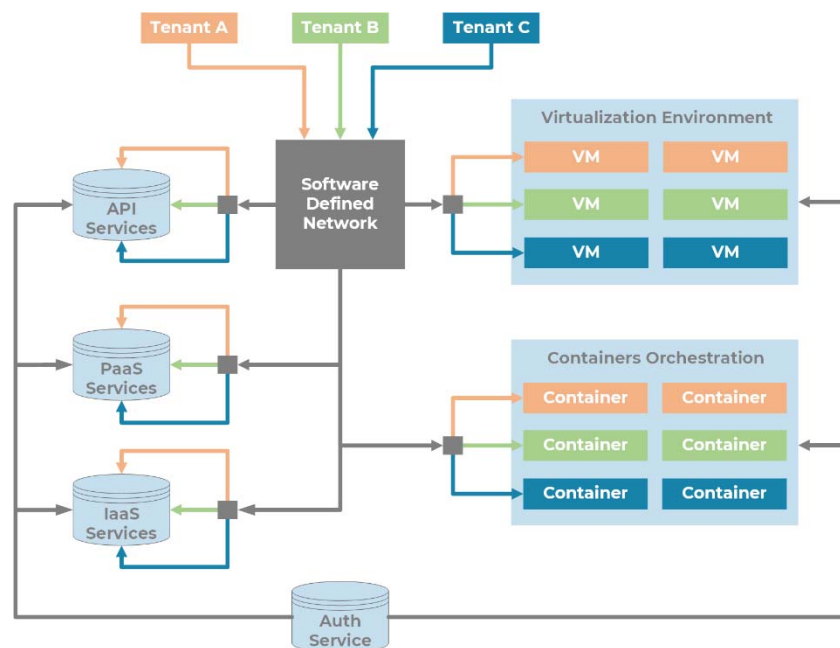 Tenant A
Tenant B
Tenant C
Software
Defined
Network
API
Services
PaaS
Services
IaaS
Services
Virtualization Environment
VM
VM
VM
VM
VM
VM
Containers Orchestration
Container
Container
Container
Container
Container
Container
Auth
Service